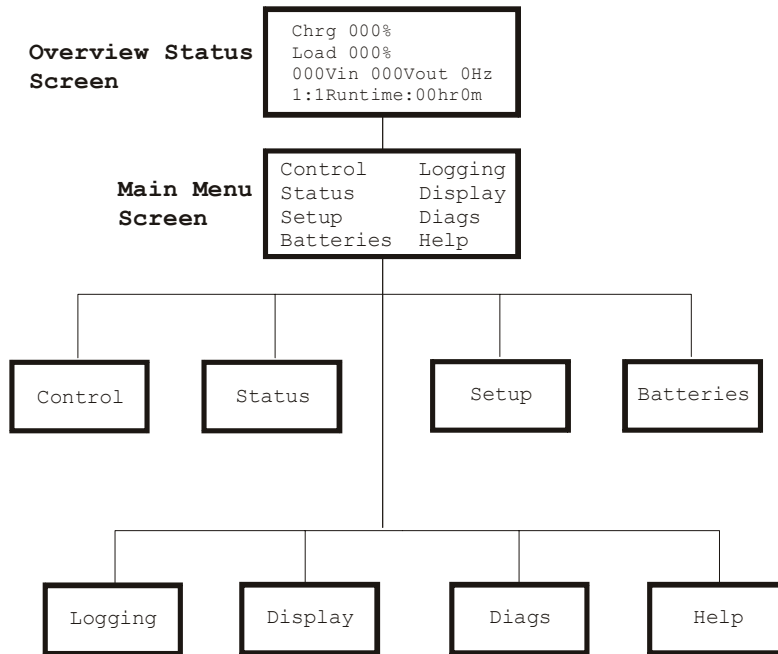 Overview Status
Screen
Chrg 000%
Load 000%
000Vin 000Vout 0Hz
1:1Runtime:00hr0m
Main Menu
Screen
Control Logging
Status Display
Setup Diags
Batteries Help
Control
Status
Setup
Batteries
Logging
Display
Diags
Help